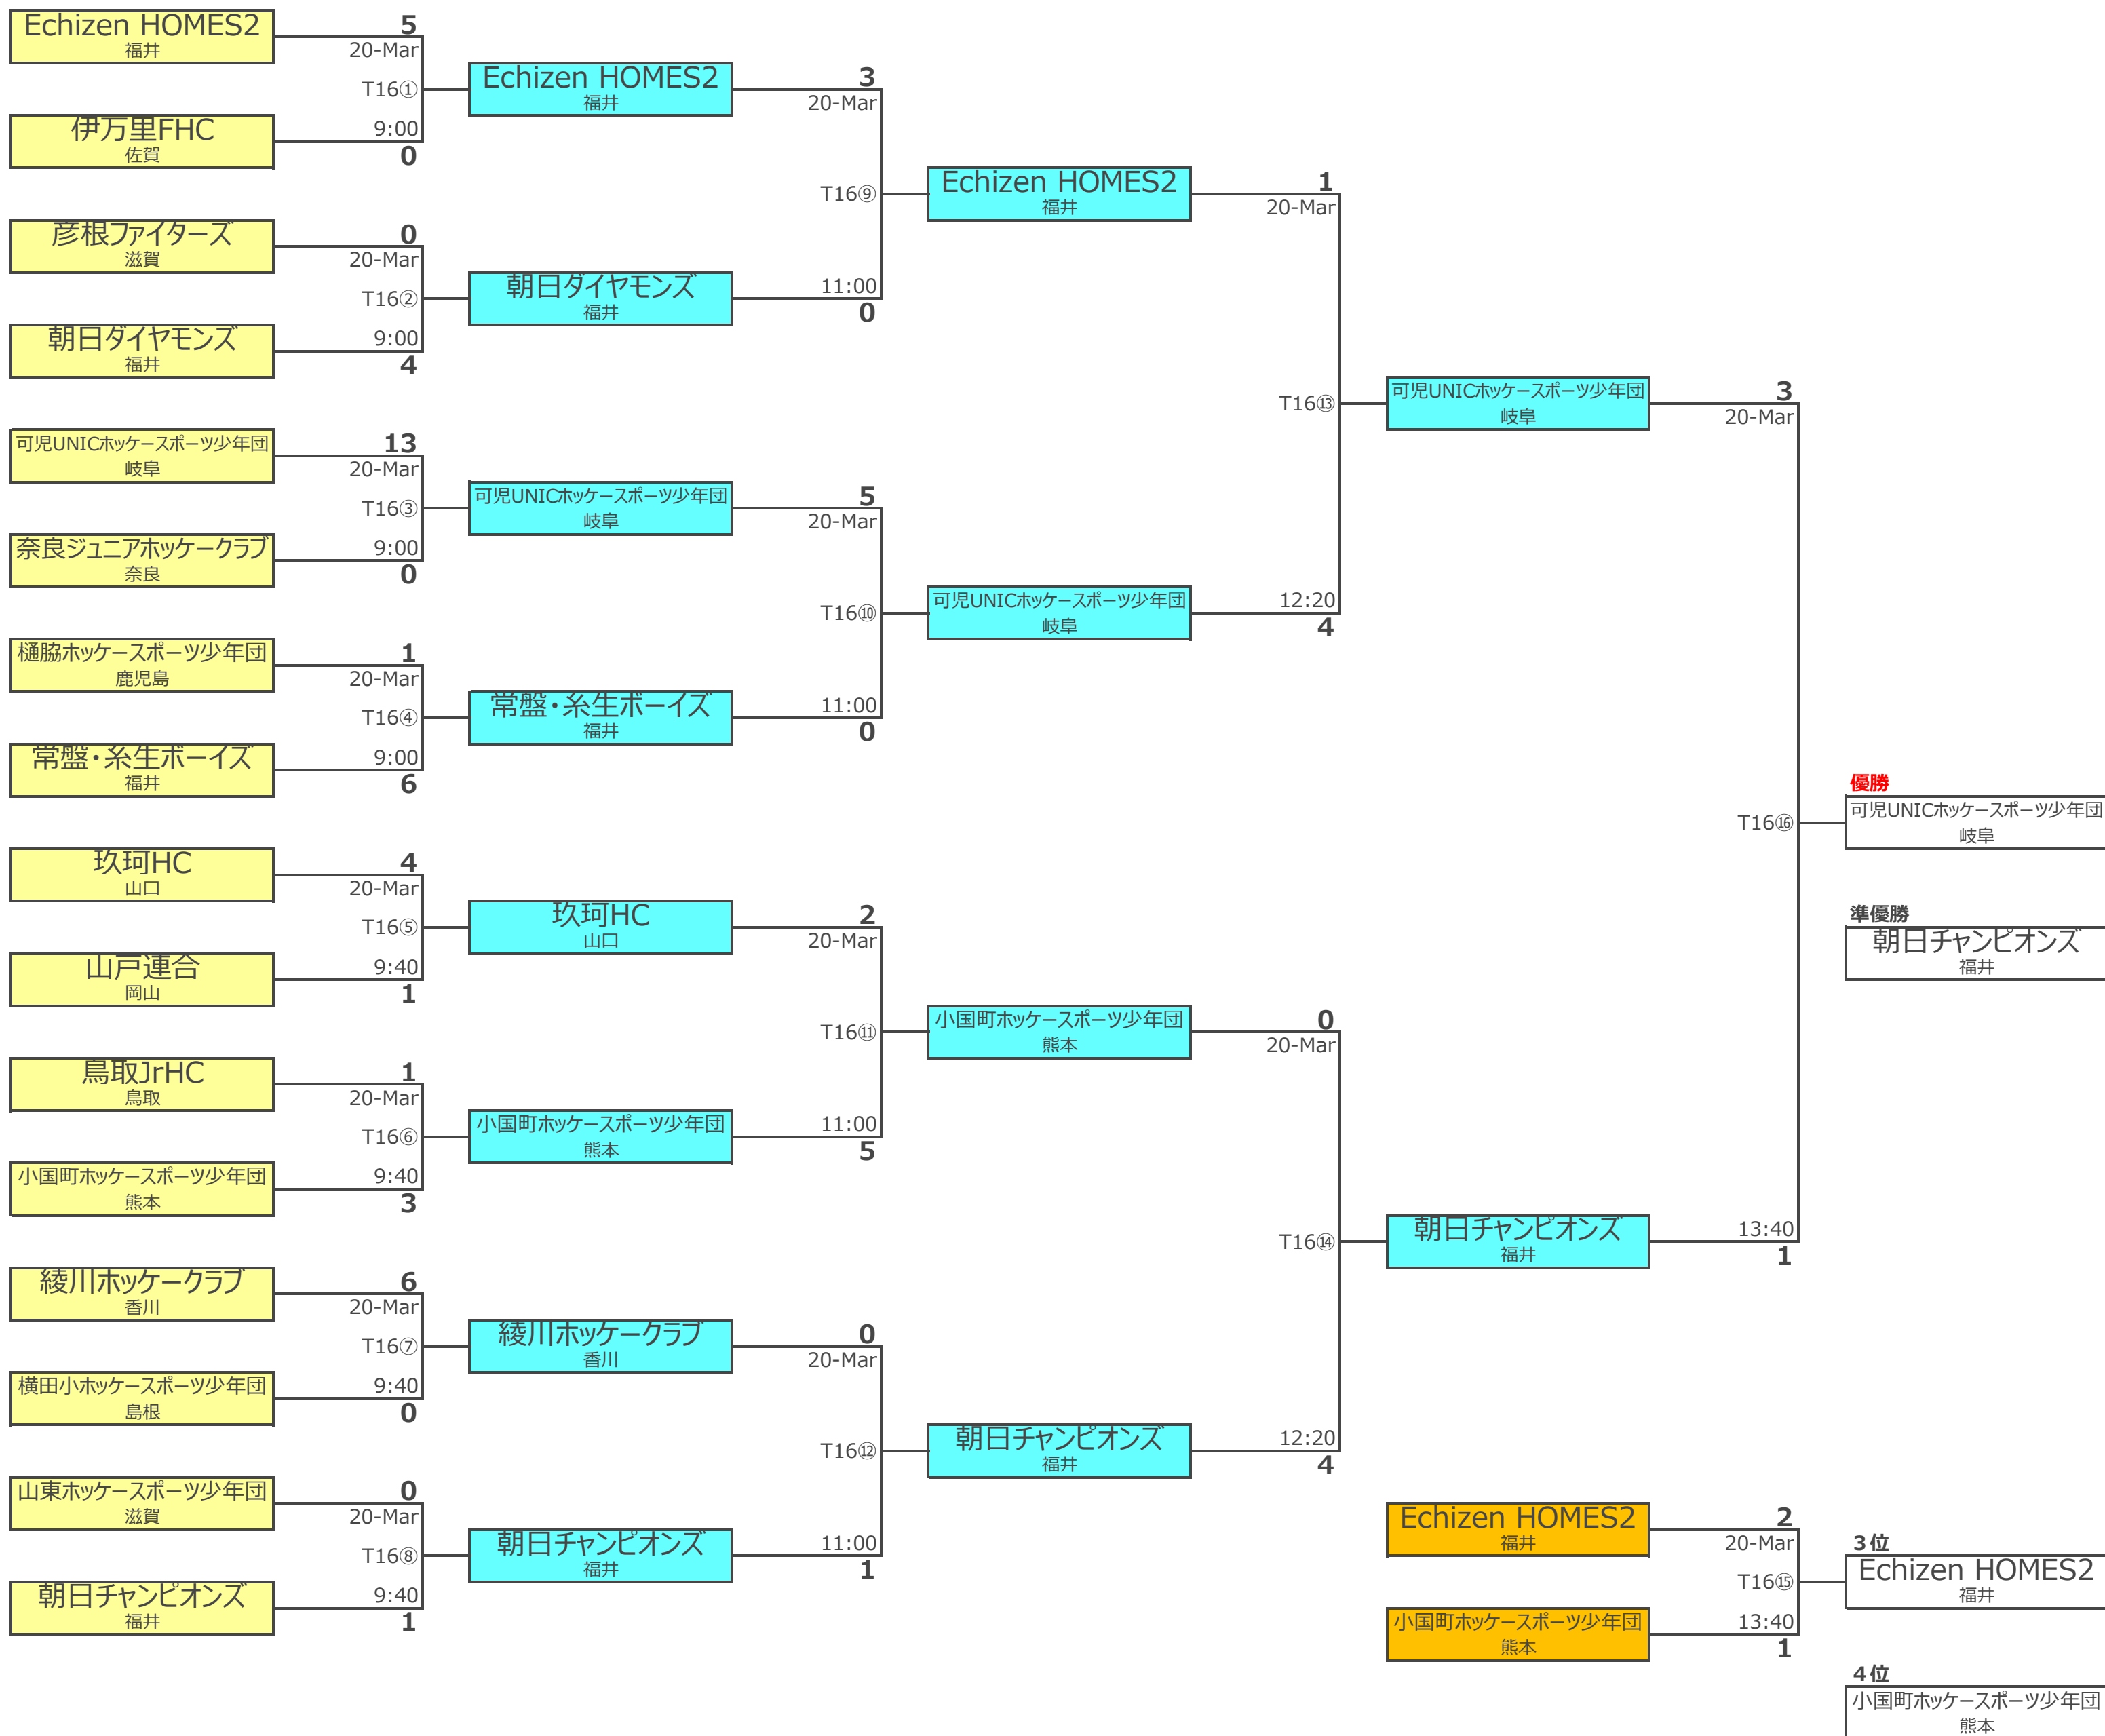 Echizen HOMES2
福井
5
20-Mar
T16①
9:00
0
伊万里FHC
佐賀
彦根ファイターズ
滋賀
0
20-Mar
T16②
9:00
4
朝日ダイヤモンズ
福井
可児UNICホッケースポーツ少年団
岐阜
13
20-Mar
T16③
9:00
0
奈良ジュニアホッケークラブ
奈良
樋脇ホッケースポーツ少年団
鹿児島
1
20-Mar
T16④
9:00
6
常盤・糸生ボーイズ
福井
玖珂HC
山口
4
20-Mar
T16⑤
9:40
1
山戸連合
岡山
鳥取JrHC
鳥取
1
20-Mar
T16⑥
9:40
3
小国町ホッケースポーツ少年団
熊本
綾川ホッケークラブ
香川
6
20-Mar
T16⑦
9:40
0
横田小ホッケースポーツ少年団
島根
山東ホッケースポーツ少年団
滋賀
0
20-Mar
T16⑧
9:40
1
朝日チャンピオンズ
福井
Echizen HOMES2
福井
3
20-Mar
T16⑨
11:00
0
朝日ダイヤモンズ
福井
可児UNICホッケースポーツ少年団
岐阜
5
20-Mar
T16⑩
11:00
0
常盤・糸生ボーイズ
福井
玖珂HC
山口
2
20-Mar
T16⑪
11:00
5
小国町ホッケースポーツ少年団
熊本
綾川ホッケークラブ
香川
0
20-Mar
T16⑫
11:00
1
朝日チャンピオンズ
福井
Echizen HOMES2
福井
1
20-Mar
T16⑬
12:20
4
可児UNICホッケースポーツ少年団
岐阜
小国町ホッケースポーツ少年団
熊本
0
20-Mar
T16⑭
12:20
4
朝日チャンピオンズ
福井
可児UNICホッケースポーツ少年団
岐阜
3
20-Mar
T16⑯
13:40
1
朝日チャンピオンズ
福井
優勝
可児UNICホッケースポーツ少年団
岐阜
準優勝
朝日チャンピオンズ
福井
Echizen HOMES2
福井
2
20-Mar
T16⑮
13:40
1
小国町ホッケースポーツ少年団
熊本
３位
Echizen HOMES2
福井
４位
小国町ホッケースポーツ少年団
熊本